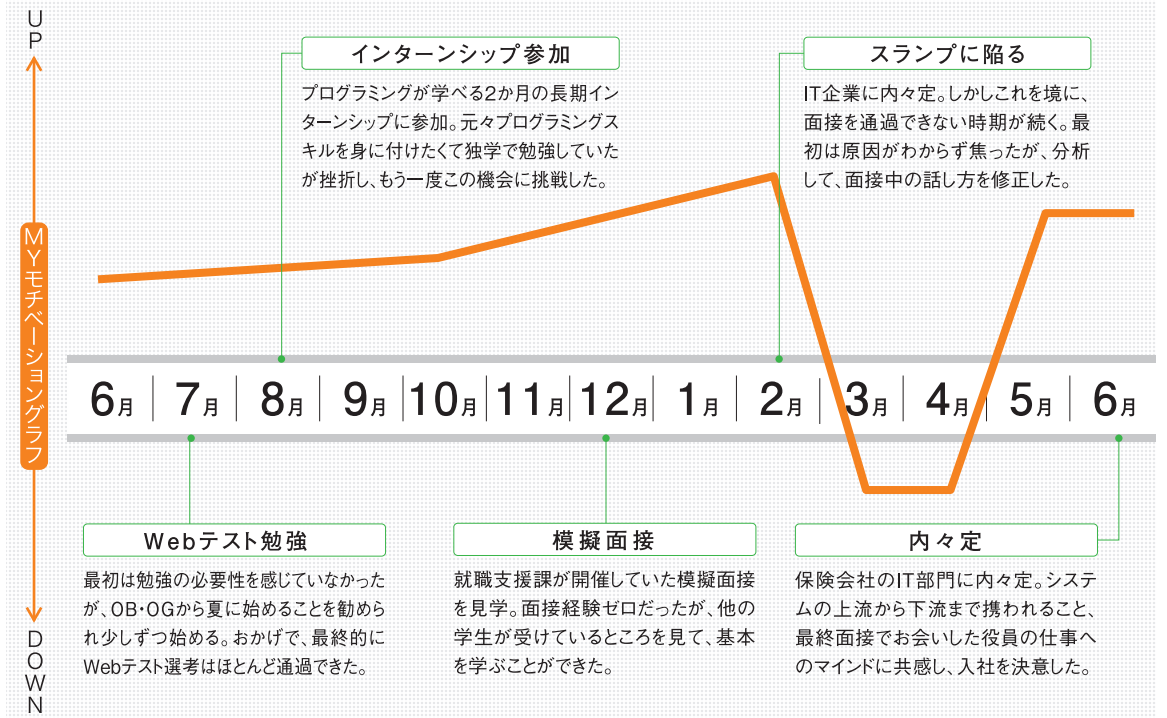 UP
MYモチベーショングラフ
DOWN
インターンシップ参加
プログラミングが学べる2か月の長期イン
ターンシップに参加。元々プログラミングス
キルを身に付けたくて独学で勉強していた
が挫折し、もう一度この機会に挑戦した。
スランプに陥る
IT企業に内々定。しかしこれを境に、
面接を通過できない時期が続く。最
初は原因がわからず焦ったが、分析
して、面接中の話し方を修正した。
6月 7月 8月 9月 10月 11月 12月 1月 2月 3月 4月 5月 6月
Webテスト勉強
最初は勉強の必要性を感じていなかった
が、OB・OGから夏に始めることを勧めら
れ少しずつ始める。おかげで、最終的に
Webテスト選考はほとんど通過できた。
模擬面接
就職支援課が開催していた模擬面接
を見学。面接経験ゼロだったが、他の
学生が受けているところを見て、基本
を学ぶことができた。
内々定
保険会社のIT部門に内々定。システ
ムの上流から下流まで携われること、
最終面接でお会いした役員の仕事へ
のマインドに共感し、入社を決意した。